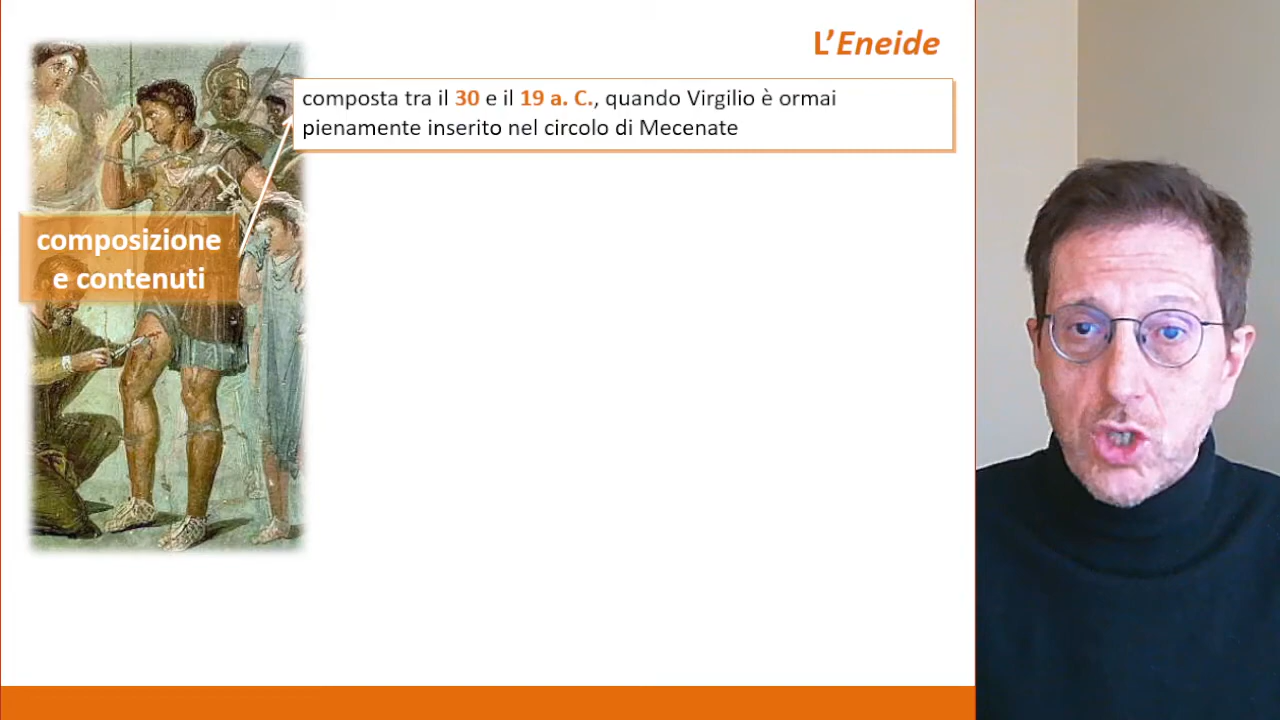 L’Eneide
composta tra il 30 e il 19 a. C., quando Virgilio è ormai
pienamente inserito nel circolo di Mecenate
composizione
e contenuti